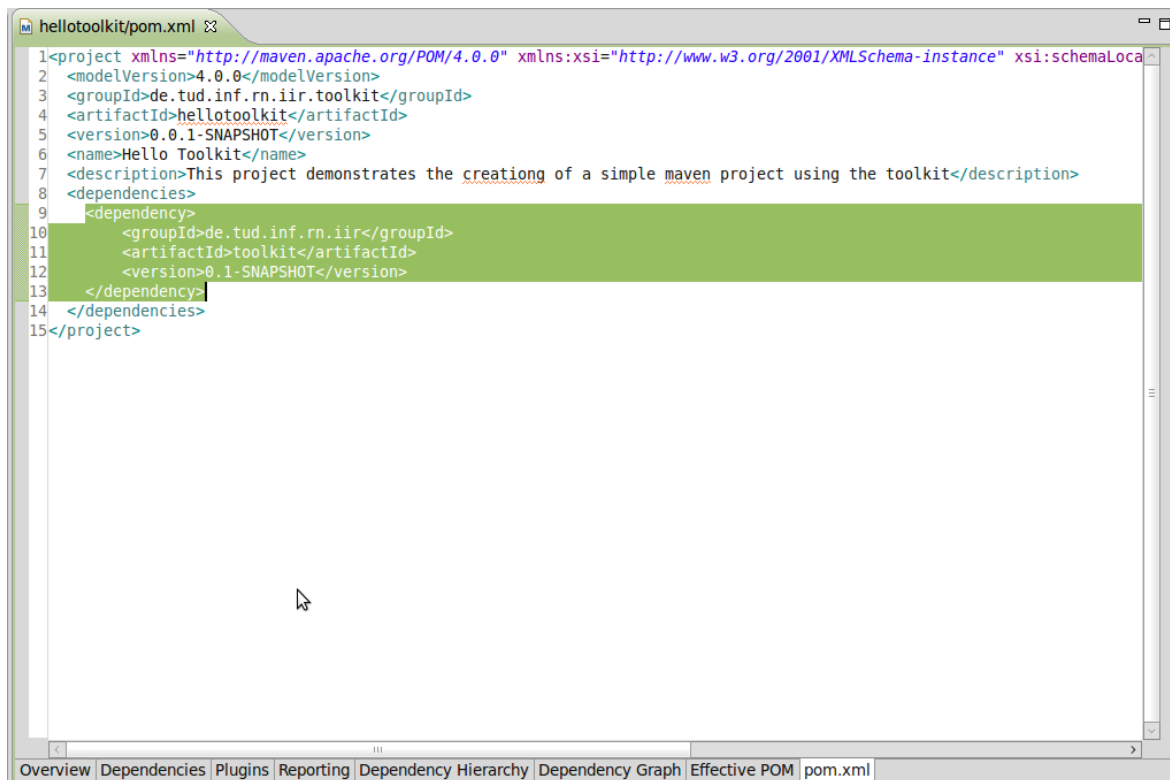 hellotoolkit/pom.xml
1<project xmlns="http://maven.apache.org/POM/4.0.0" xmlns:xsi="http://www.w3.org/2001/XMLSchema-instance" xsi:schemaLoca
2 <modelVersion>4.0.0</modelVersion>
3 <groupId>de.tud.inf.rn.iir.toolkit</groupId>
4 <artifactId>hellotoolkit</artifactId>
5 <version>0.0.1-SNAPSHOT</version>
6 <name>Hello Toolkit</name>
7 <description>This project demonstrates the creationg of a simple maven project using the toolkit</description>
8 <dependencies>
9 <dependency>
10 <groupId>de.tud.inf.rn.iir</groupId>
11 <artifactId>toolkit</artifactId>
12 <version>0.1-SNAPSHOT</version>
13 </dependency>
14 </dependencies>
15</project>
Overview Dependencies Plugins Reporting Dependency Hierarchy Dependency Graph Effective POM pom.xml